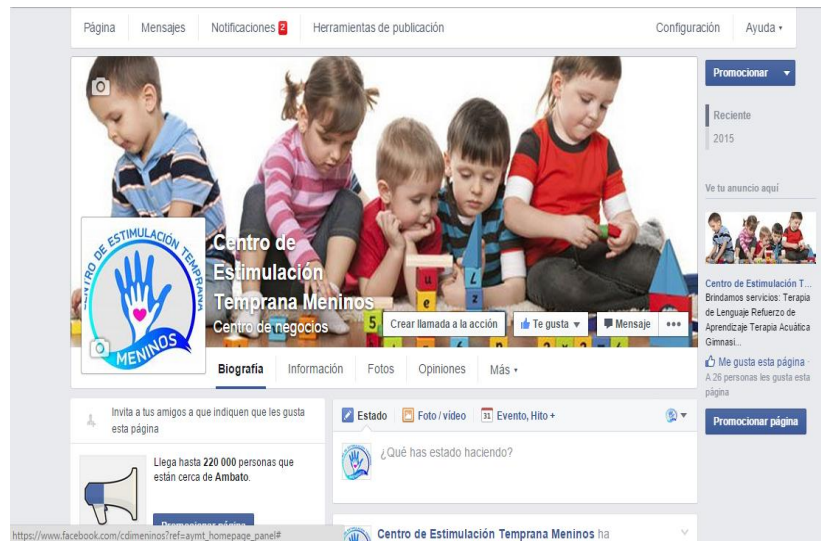 Página Mensajes Notificaciones 2 Herramientas de publicación Configuración Ayuda
Promocionar
Reciente
2015
Ve tu anuncio aquí
CENTRO DE ESTIMULACIÓN TEMPRANA
MENINOS
Centro de
Estimulación
Temprana Meninos
Centro de negocios
u
e z
5
Crear llamada a la acción Te gusta Mensaje
Biografía Información Fotos Opiniones Más
Centro de Estimulación T...
Brindamos servicios: Terapia
de Lenguaje Refuerzo de
Aprendizaje Terapia Acuática
Gimnasi...
Me gusta esta página ·
A 26 personas les gusta esta
página
Promocionar página
Invita a tus amigos a que indiquen que les gusta
esta página
Llega hasta 220 000 personas que
están cerca de Ambato.
Promocionar página
Estado Foto / vídeo 31 Evento, Hito +
¿Qué has estado haciendo?
Centro de Estimulación Temprana Meninos ha
https://www.facebook.com/cdimeninos?ref=aymt_homepage_panel#